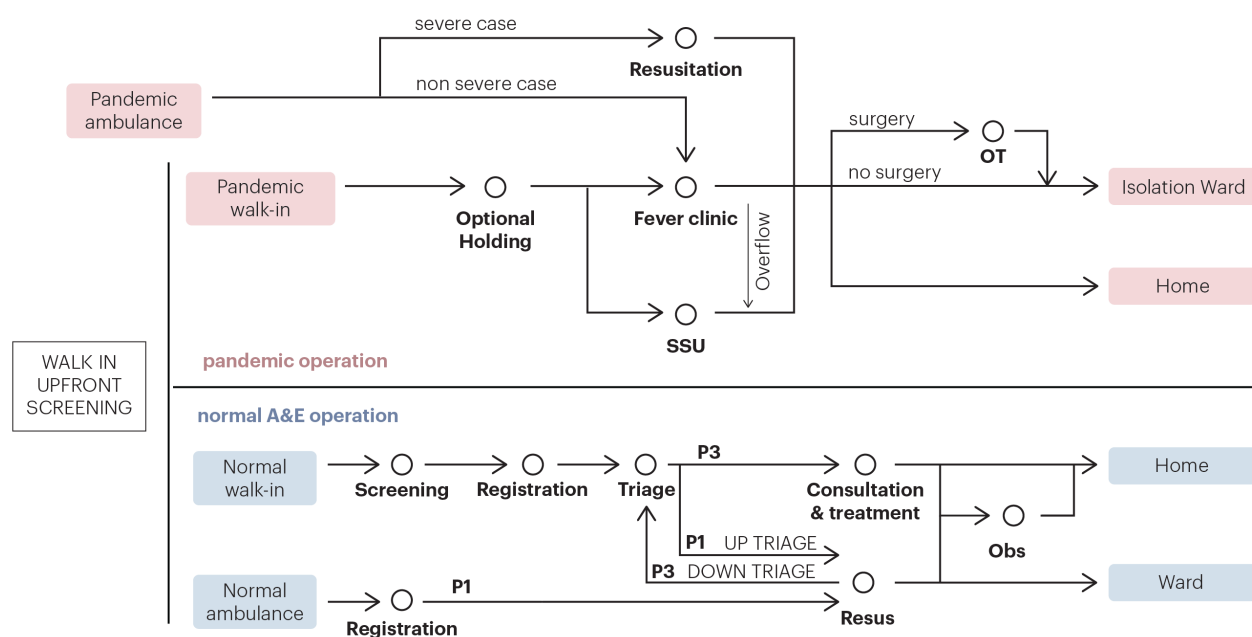 severe case
Resusitation
non severe case
Pandemic
ambulance
surgery
OT
no surgery
Pandemic
walk-in
Optional
Holding
Fever clinic
Isolation Ward
Overflow
Home
SSU
WALK IN
UPFRONT
SCREENING
pandemic operation
normal A&E operation
Normal
walk-in
Screening
Registration
Triage
P3
Consultation
& treatment
Home
Obs
P1 UP TRIAGE
P3 DOWN TRIAGE
Normal
ambulance
Registration
P1
Resus
Ward